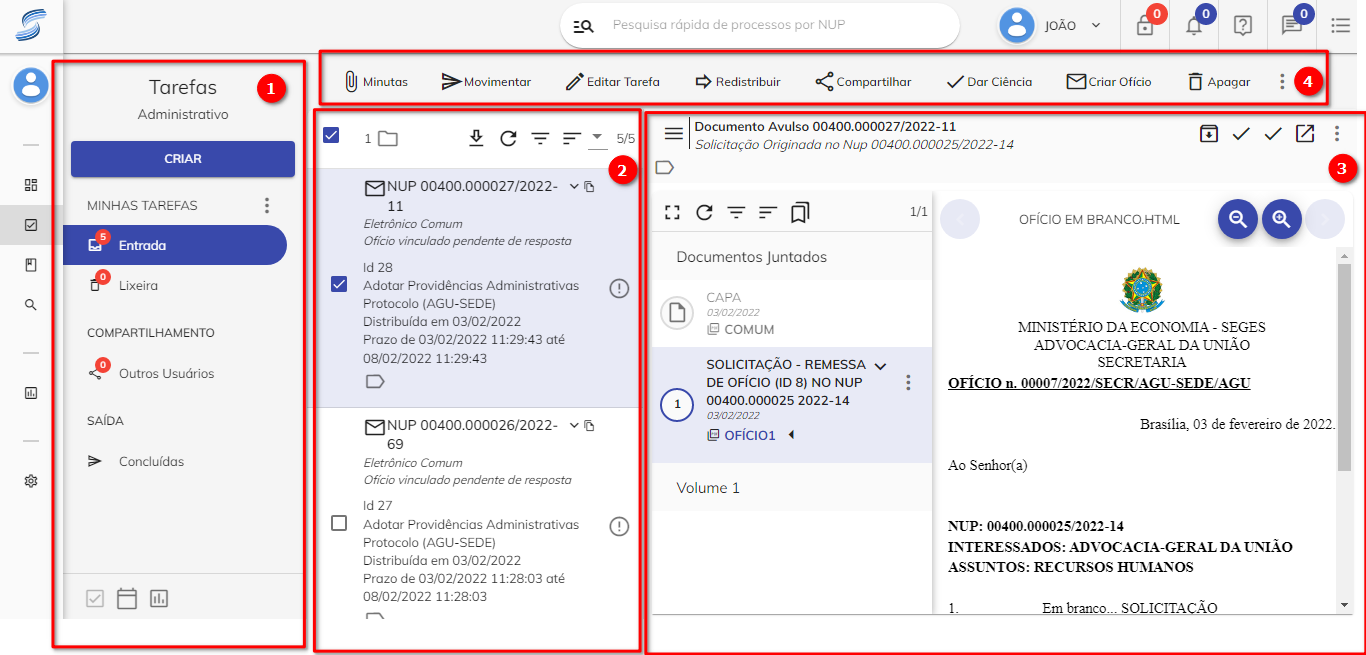 Pesquisa rápida de processos por NUP
JOÃO
0
0
0
Tarefas
1
Administrativo
CRIAR
MINHAS TAREFAS
5
Entrada
0
Lixeira
COMPARTILHAMENTO
0
Outros Usuários
SAÍDA
Concluídas
Minutas
Movimentar
Editar Tarefa
Redistribuir
Compartilhar
Dar Ciência
Criar Ofício
Apagar
4
1
5/5
2
NUP 00400.000027/2022-
11
Eletrônico Comum
Ofício vinculado pendente de resposta
Id 28
Adotar Providências Administrativas
Protocolo (AGU-SEDE)
Distribuída em 03/02/2022
Prazo de 03/02/2022 11:29:43 até
08/02/2022 11:29:43
NUP 00400.000026/2022-
69
Eletrônico Comum
Ofício vinculado pendente de resposta
Id 27
Adotar Providências Administrativas
Protocolo (AGU-SEDE)
Distribuída em 03/02/2022
Prazo de 03/02/2022 11:28:03 até
08/02/2022 11:28:03
Documento Avulso 00400.000027/2022-11
Solicitação Originada no Nup 00400.000025/2022-14
3
1/1
Documentos Juntados
CAPA
03/02/2022
COMUM
1
SOLICITAÇÃO - REMESSA
DE OFÍCIO (ID 8) NO NUP
00400.000025 2022-14
03/02/2022
OFÍCIO1
Volume 1
OFÍCIO EM BRANCO.HTML
MINISTÉRIO DA ECONOMIA - SEGES
ADVOCACIA-GERAL DA UNIÃO
SECRETARIA
OFÍCIO n. 00007/2022/SECR/AGU-SEDE/AGU
Brasília, 03 de fevereiro de 2022.
Ao Senhor(a)
NUP: 00400.000025/2022-14
INTERESSADOS: ADVOCACIA-GERAL DA UNIÃO
ASSUNTOS: RECURSOS HUMANOS
1. Em branco... SOLICITAÇÃO